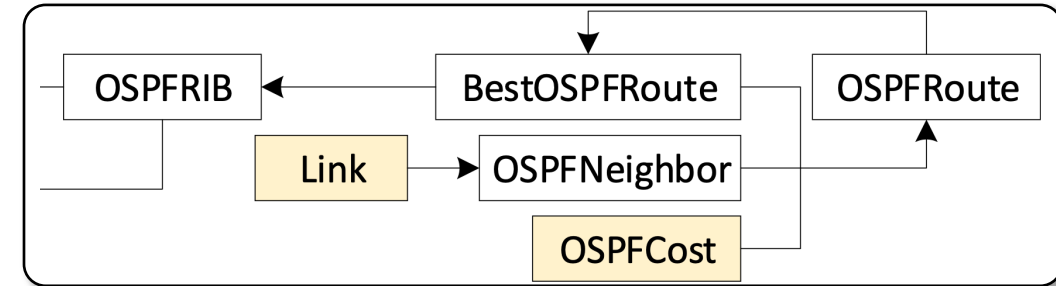 OSPFRIB
BestOSPFRoute
OSPFRoute
Link
OSPFNeighbor
OSPFCost